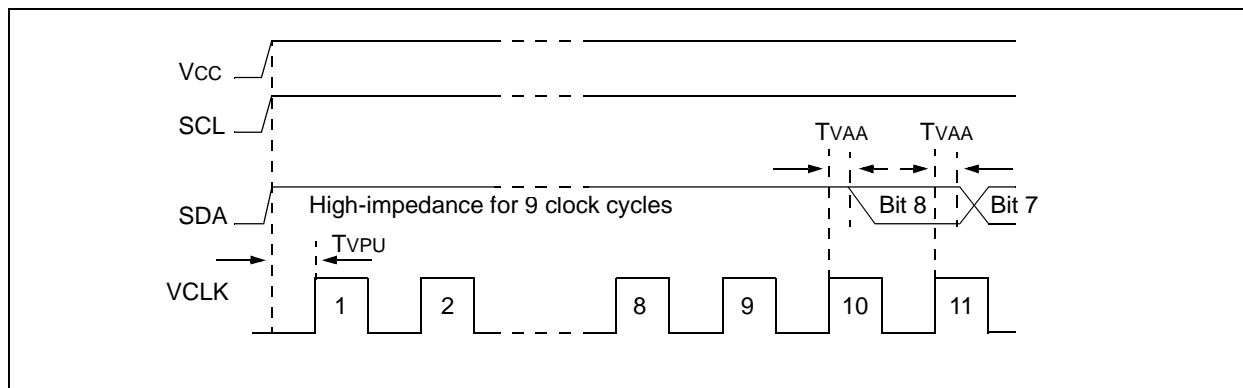 VCC
SCL
TVAA TVAA
SDA High-impedance for 9 clock cycles Bit 8 Bit 7
TVPU
VCLK 1 2 8 9 10 11